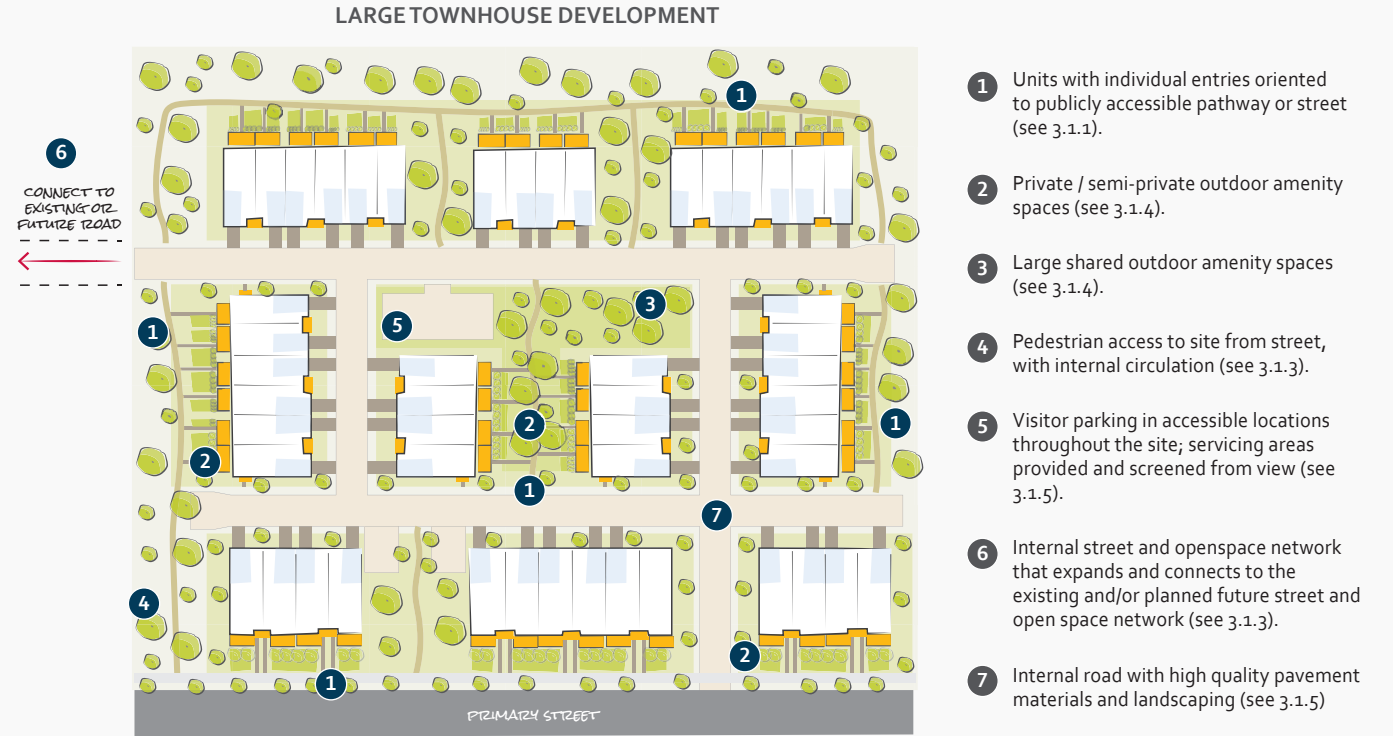 LARGE TOWNHOUSE DEVELOPMENT
6
CONNECT TO
EXISTING OR
FUTURE ROAD
1
1
5
3
2
2
1
1
7
4
2
1
PRIMARY STREET
1
Units with individual entries oriented
to publicly accessible pathway or street
(see 3.1.1).
2
Private / semi-private outdoor amenity
spaces (see 3.1.4).
3
Large shared outdoor amenity spaces
(see 3.1.4).
4
Pedestrian access to site from street,
with internal circulation (see 3.1.3).
5
Visitor parking in accessible locations
throughout the site; servicing areas
provided and screened from view (see
3.1.5).
6
Internal street and openspace network
that expands and connects to the
existing and/or planned future street and
open space network (see 3.1.3).
7
Internal road with high quality pavement
materials and landscaping (see 3.1.5)